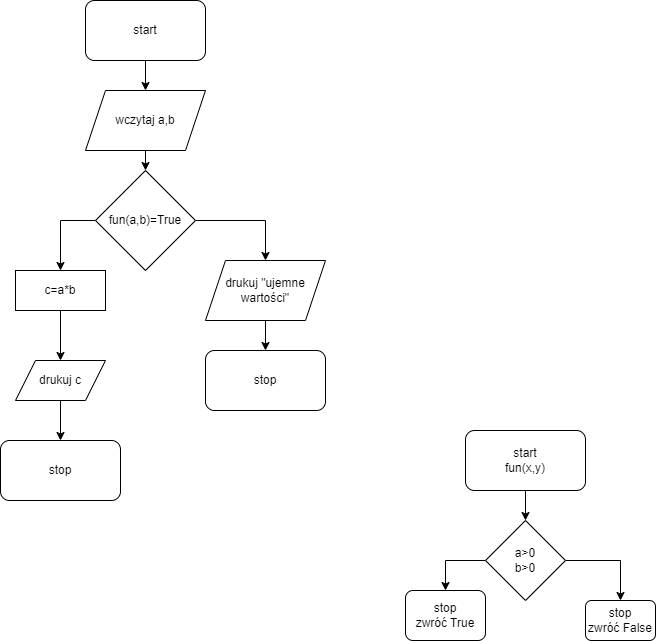 start
wczytaj a,b
fun(a,b)=True
c=a*b
drukuj "ujemne
wartości"
drukuj c
stop
stop
start
fun(x,y)
a>0
b>0
stop
zwróć True
stop
zwróć False